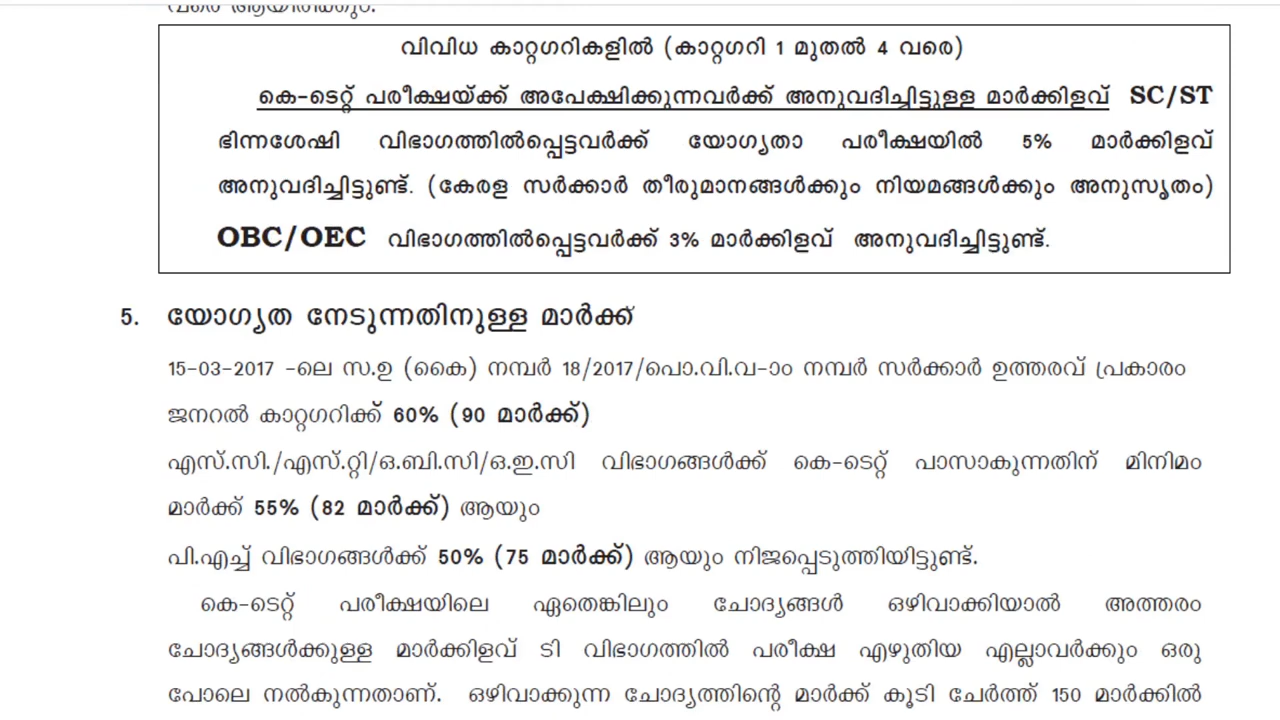 വരെ ആയിരിക്കും.
വിവിധ കാറ്റഗറികളിൽ (കാറ്റഗറി 1 മുതൽ 4 വരെ)
കെ-ടെറ്റ് പരീക്ഷയ്ക്ക് അപേക്ഷിക്കുന്നവർക്ക് അനുവദിച്ചിട്ടുള്ള മാർക്കിളവ് SC/ST
ഭിന്നശേഷി വിഭാഗത്തിൽപ്പെട്ടവർക്ക് യോഗ്യതാ പരീക്ഷയിൽ 5% മാർക്കിളവ്
അനുവദിച്ചിട്ടുണ്ട്. (കേരള സർക്കാർ തീരുമാനങ്ങൾക്കും നിയമങ്ങൾക്കും അനുസൃതം)
OBC/OEC വിഭാഗത്തിൽപ്പെട്ടവർക്ക് 3% മാർക്കിളവ് അനുവദിച്ചിട്ടുണ്ട്.
5. യോഗ്യത നേടുന്നതിനുള്ള മാർക്ക്
15-03-2017 -ലെ സ.ഉ (കൈ) നമ്പർ 18/2017/പൊ.വി.വ-ാം നമ്പർ സർക്കാർ ഉത്തരവ് പ്രകാരം
ജനറൽ കാറ്റഗറിക്ക് 60% (90 മാർക്ക്)
എസ്.സി./എസ്.റ്റി/ഒ.ബി.സി/ഒ.ഇ.സി വിഭാഗങ്ങൾക്ക് കെ-ടെറ്റ് പാസാകുന്നതിന് മിനിമം
മാർക്ക് 55% (82 മാർക്ക്) ആയും
പി.എച്ച് വിഭാഗങ്ങൾക്ക് 50% (75 മാർക്ക്) ആയും നിജപ്പെടുത്തിയിട്ടുണ്ട്.
കെ-ടെറ്റ് പരീക്ഷയിലെ ഏതെങ്കിലും ചോദ്യങ്ങൾ ഒഴിവാക്കിയാൽ അത്തരം
ചോദ്യങ്ങൾക്കുള്ള മാർക്കിളവ് ടി വിഭാഗത്തിൽ പരീക്ഷ എഴുതിയ എല്ലാവർക്കും ഒരു
പോലെ നൽകുന്നതാണ്. ഒഴിവാക്കുന്ന ചോദ്യത്തിന്റെ മാർക്ക് കൂടി ചേർത്ത് 150 മാർക്കിൽ